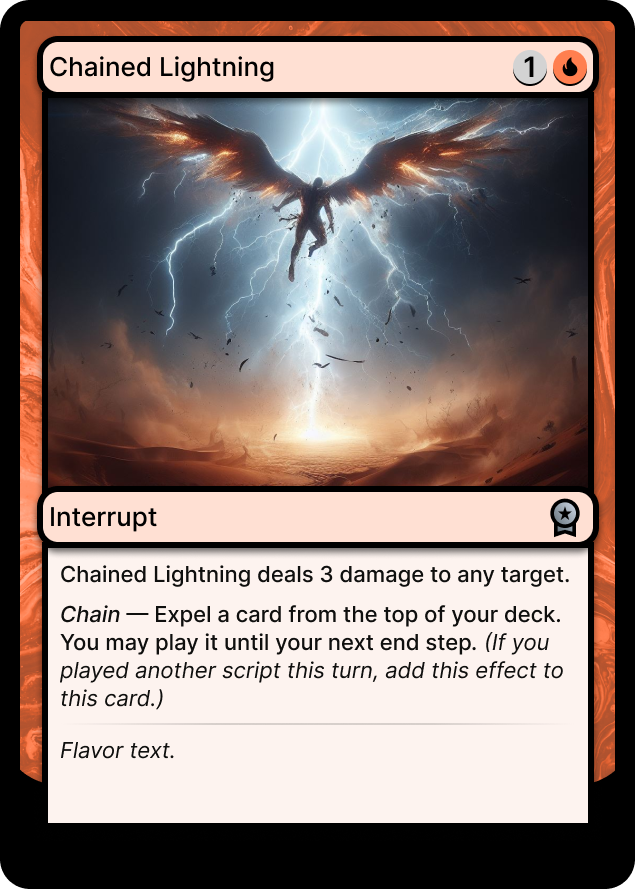 Chained Lightning
1
Interrupt
Chained Lightning deals 3 damage to any target.
Chain — Expel a card from the top of your deck.
You may play it until your next end step. (If you
played another script this turn, add this effect to
this card.)
Flavor text.